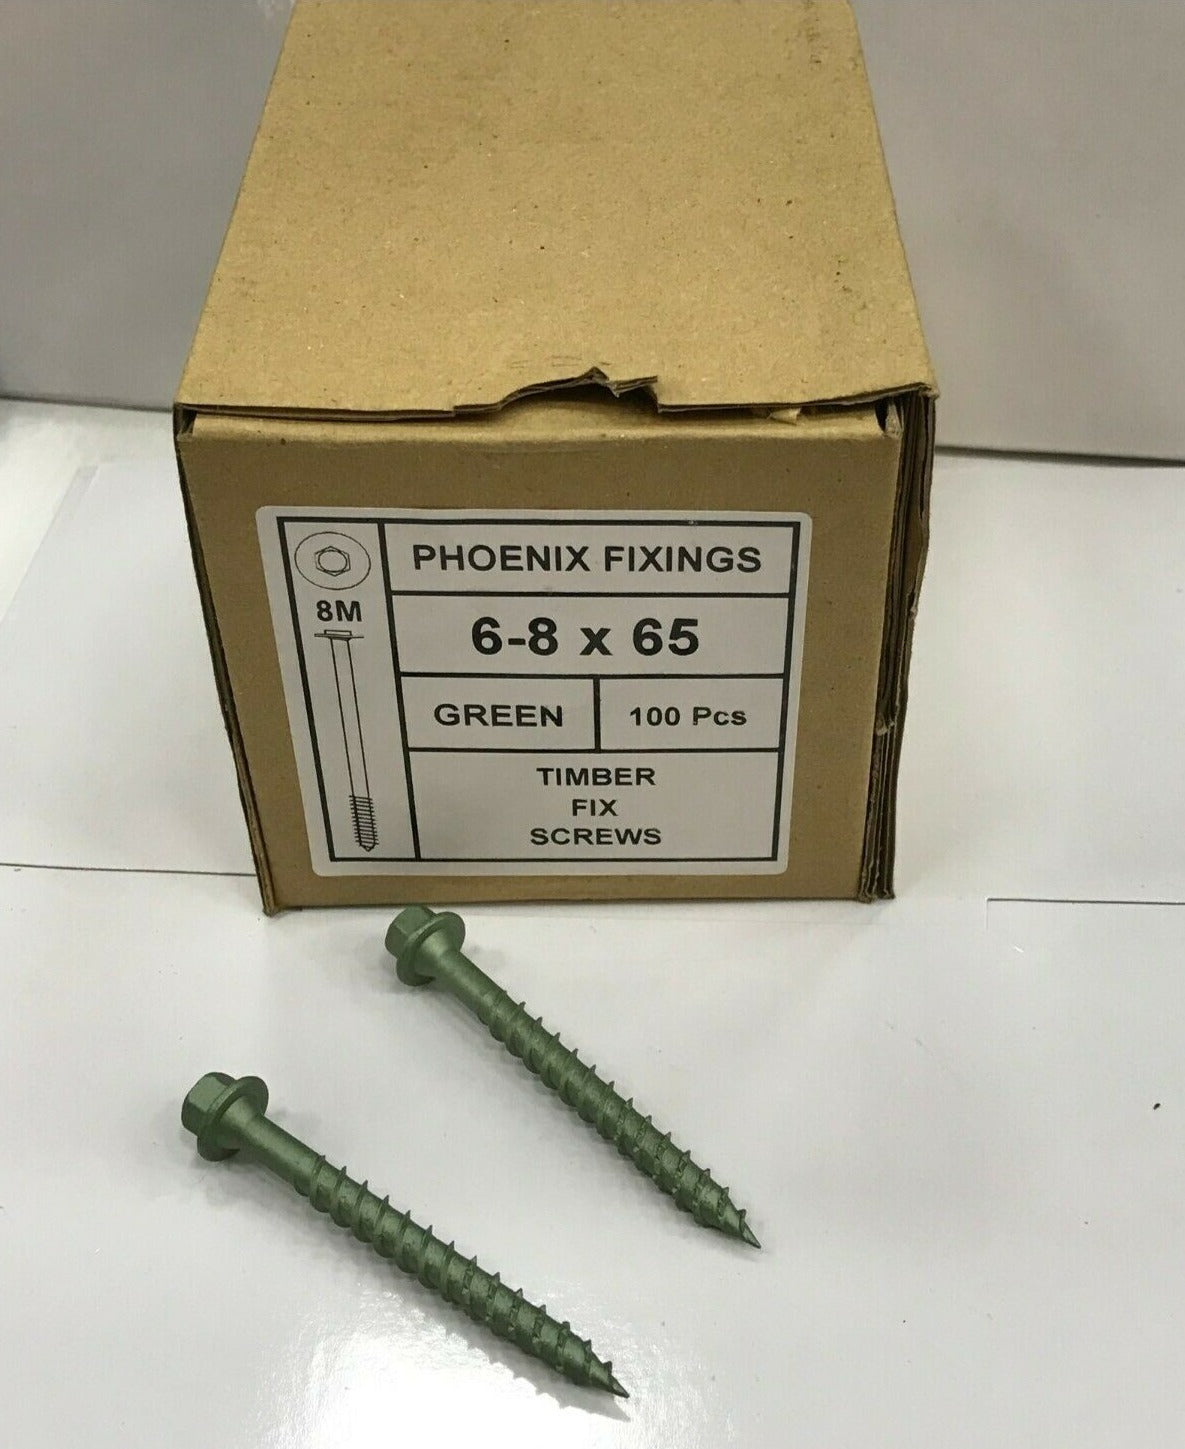 PHOENIX FIXINGS
8M
6-8 x 65
GREEN
100 Pcs
TIMBER
FIX
SCREWS